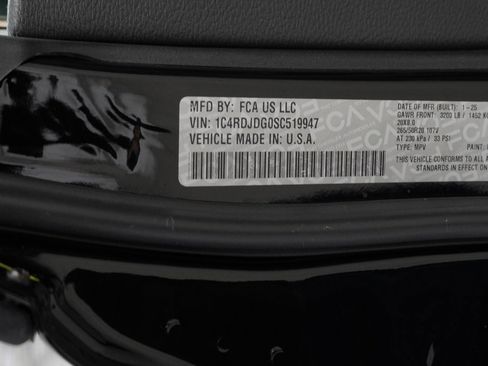 MFD BY: FCA US LLC
VIN: 1C4RDJDG0SC519947
VEHICLE MADE IN: U.S.A.
DATE OF MFR (BUILT): 1-25
GAWR FRONT: 3200 LB / 1452 KG
20X8.0
265/50R20 107V
AT 230 kPa / 33 PSI
TYPE: MPV PAINT:
THIS VEHICLE CONFORMS TO ALL
STANDARDS IN EFFECT ON